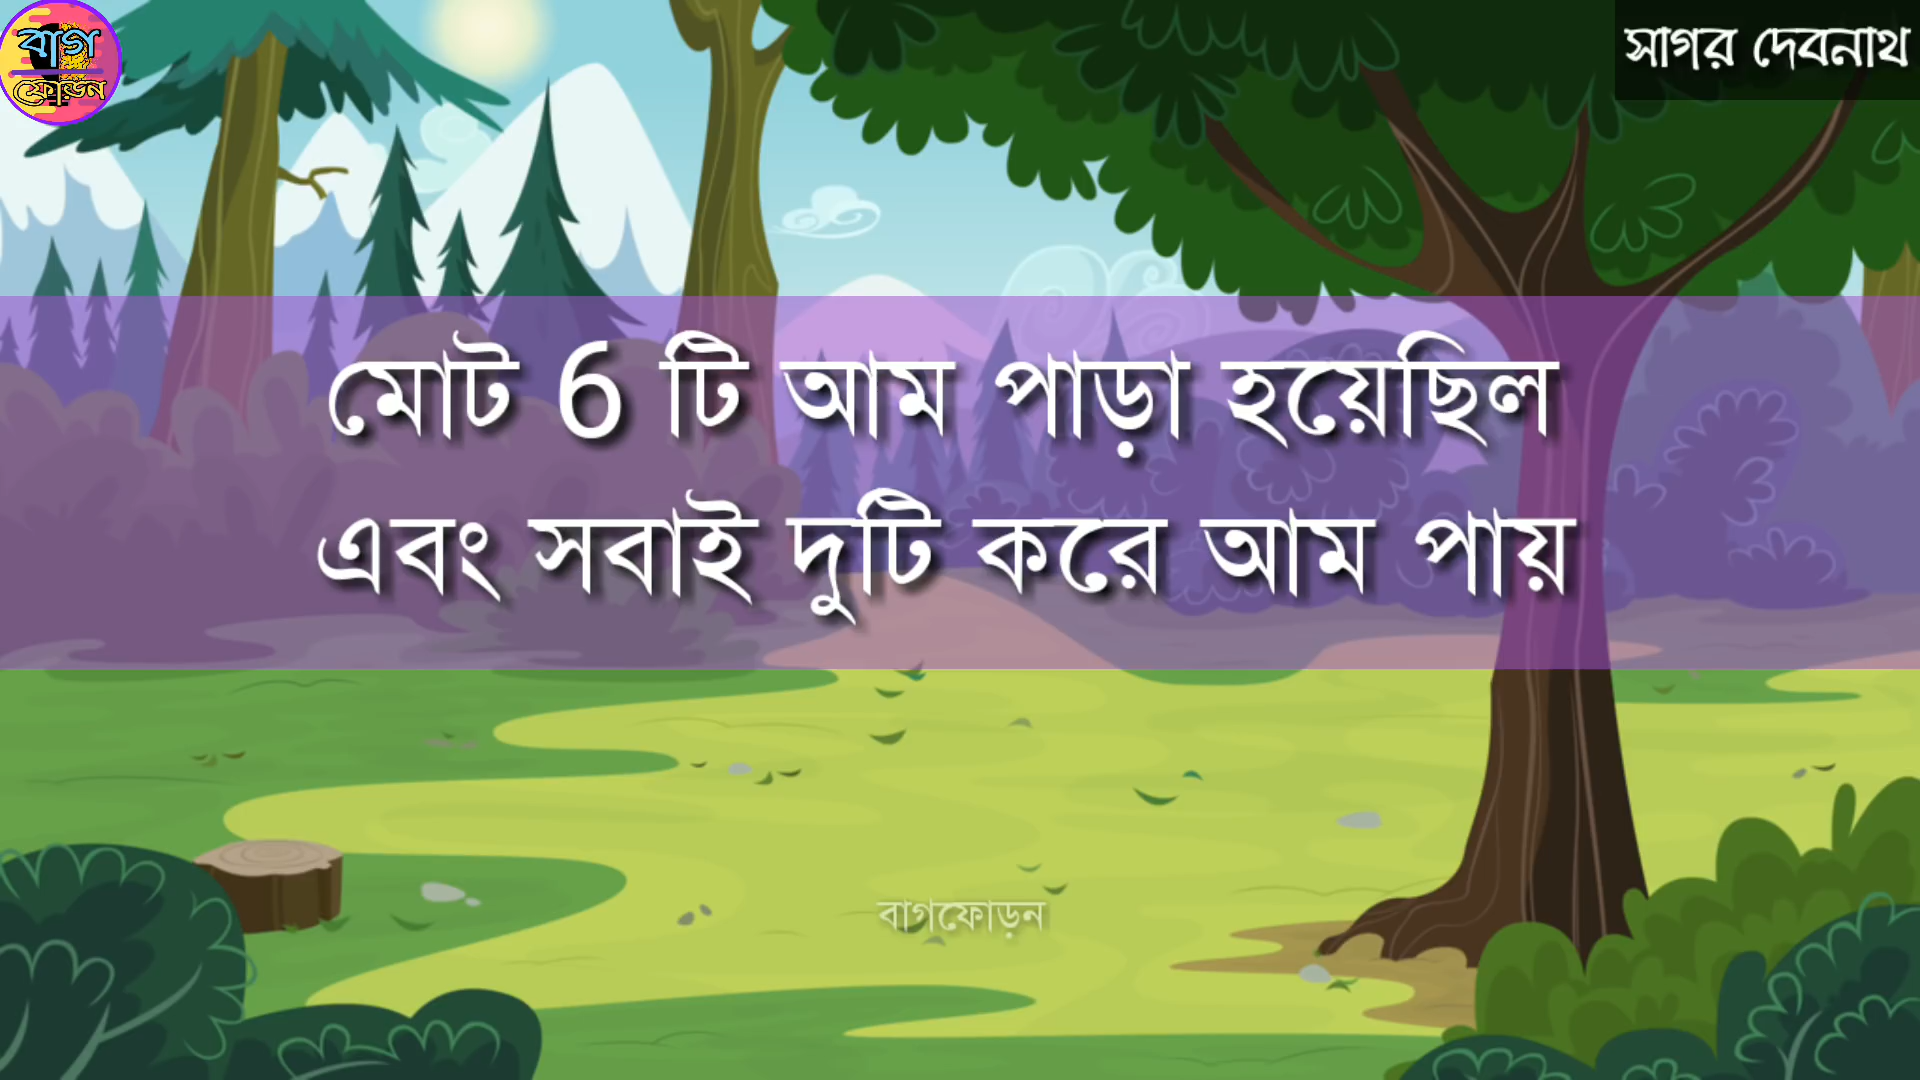 বাগ
ফোড়ন
সাগর দেবনাথ
মোট 6 টি আম পাড়া হয়েছিল
এবং সবাই দুটি করে আম পায়
বাগফোড়ন